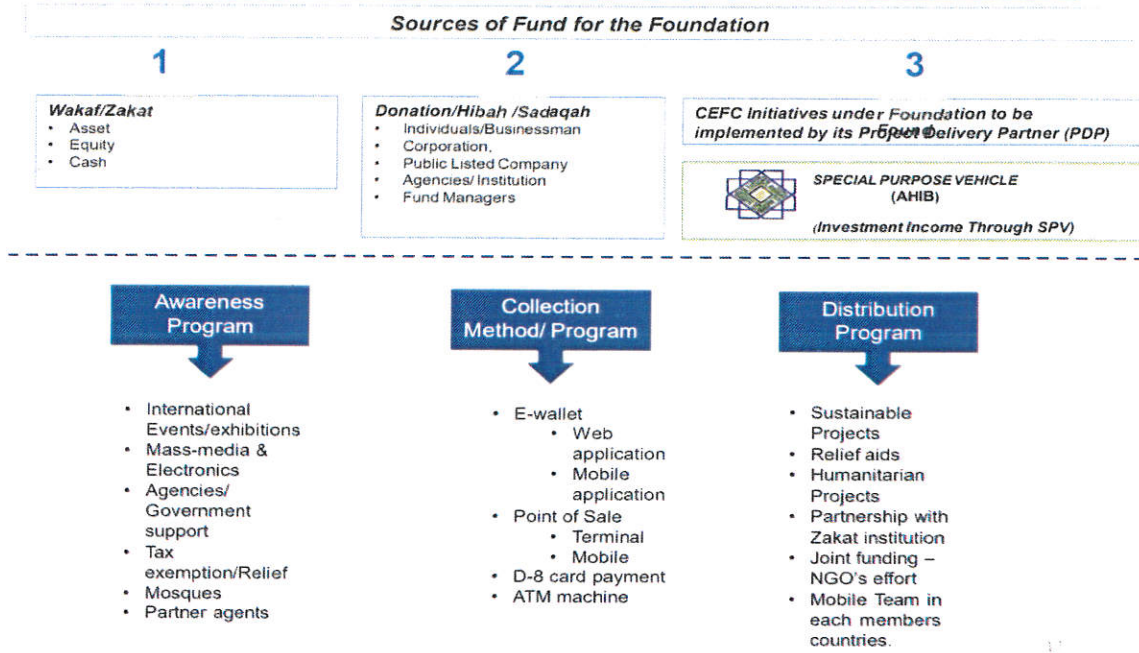 Sources of Fund for the Foundation
1
2
3
Wakaf/Zakat
• Asset
• Equity
• Cash
Donation/Hibah /Sadaqah
• Individuals/Businessman
• Corporation,
• Public Listed Company
• Agencies/ Institution
• Fund Managers
CEFC Initiatives under Foundation to be
implemented by its Project Delivery Partner (PDP)
Found
SPECIAL PURPOSE VEHICLE
(AHIB)
(Investment Income Through SPV)
Awareness
Program
• International
Events/exhibitions
• Mass-media &
Electronics
• Agencies/
Government
support
• Tax
exemption/Relief
• Mosques
• Partner agents
Collection
Method/ Program
• E-wallet
• Web
application
• Mobile
application
• Point of Sale
• Terminal
• Mobile
• D-8 card payment
• ATM machine
Distribution
Program
• Sustainable
Projects
• Relief aids
• Humanitarian
Projects
• Partnership with
Zakat institution
• Joint funding –
NGO's effort
• Mobile Team in
each members
countries.